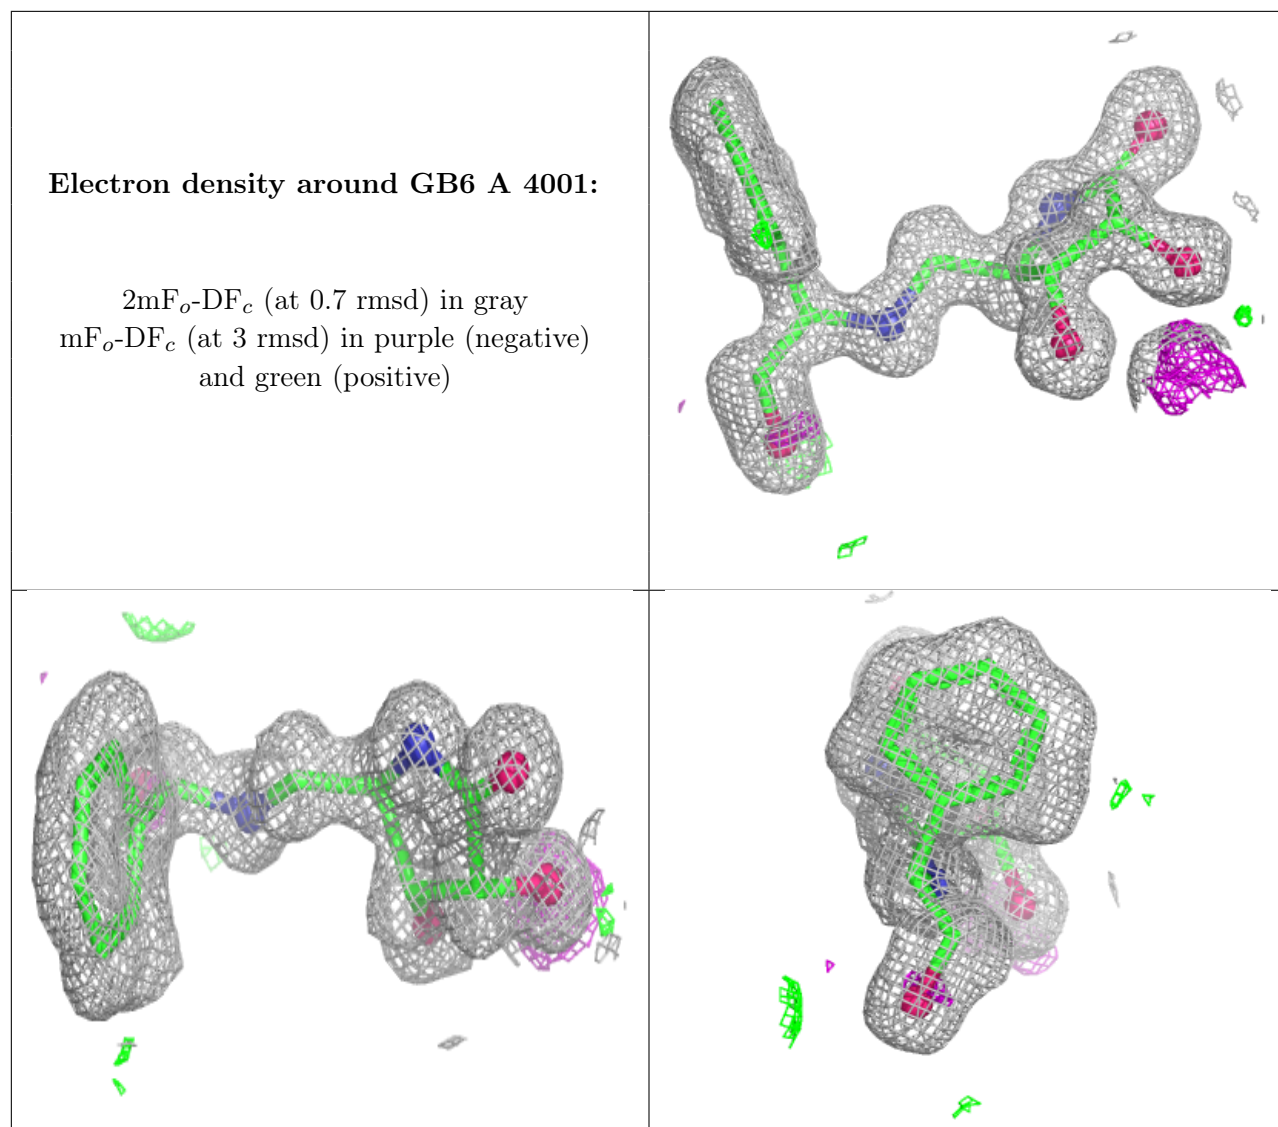 Electron density around GB6 A 4001:
2mFo-DFc (at 0.7 rmsd) in gray
mFo-DFc (at 3 rmsd) in purple (negative)
and green (positive)